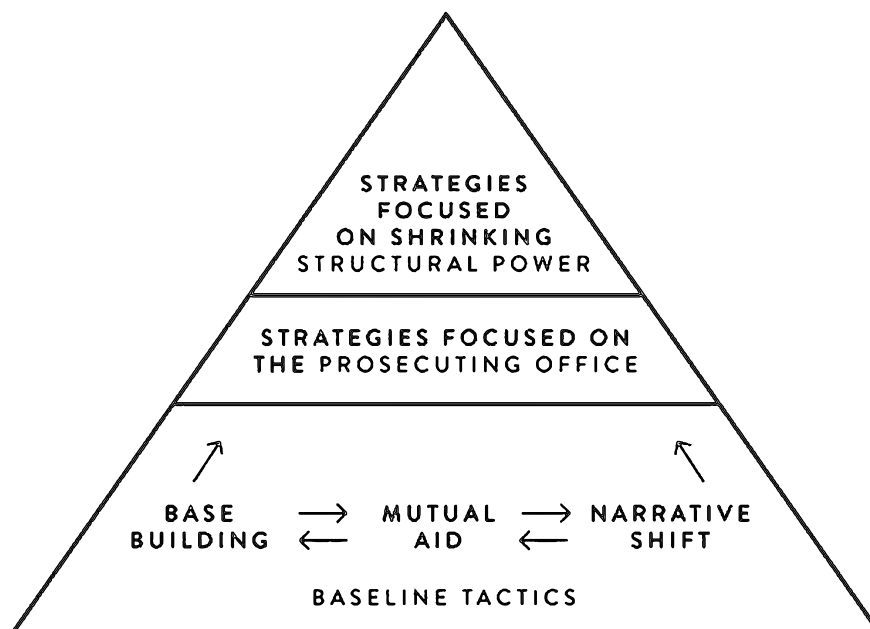 STRATEGIES
FOCUSED
ON SHRINKING
STRUCTURAL POWER
STRATEGIES FOCUSED ON
THE PROSECUTING OFFICE
BASE
BUILDING
MUTUAL
AID
NARRATIVE
SHIFT
BASELINE TACTICS